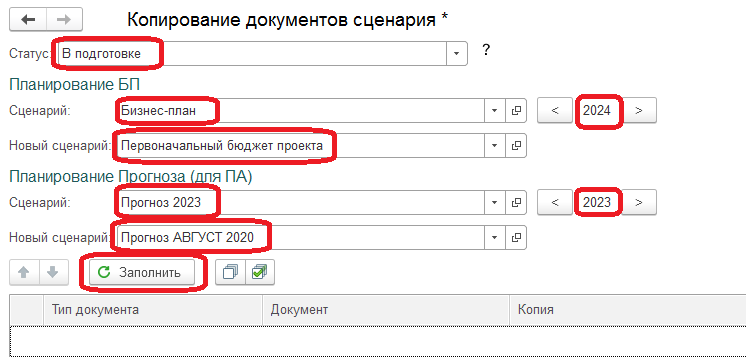 Копирование документов сценария *
Статус: В подготовке ?
Планирование БП
Сценарий: Бизнес-план < 2024 >
Новый сценарий: Первоначальный бюджет проекта
Планирование Прогноза (для ПА)
Сценарий: Прогноз 2023 < 2023 >
Новый сценарий: Прогноз АВГУСТ 2020
Заполнить
Тип документа Документ Копия